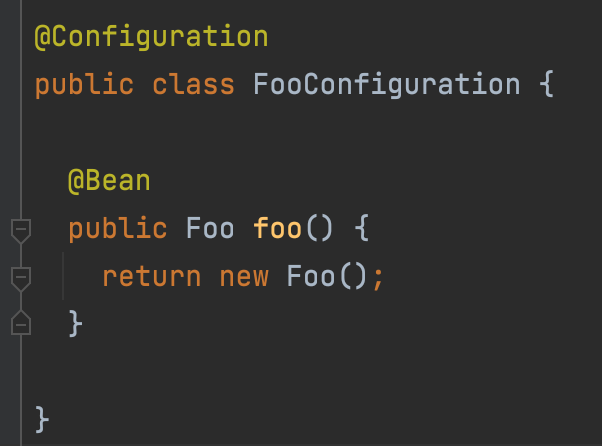 @Configuration
public class FooConfiguration {
@Bean
public Foo foo() {
return new Foo();
}
}